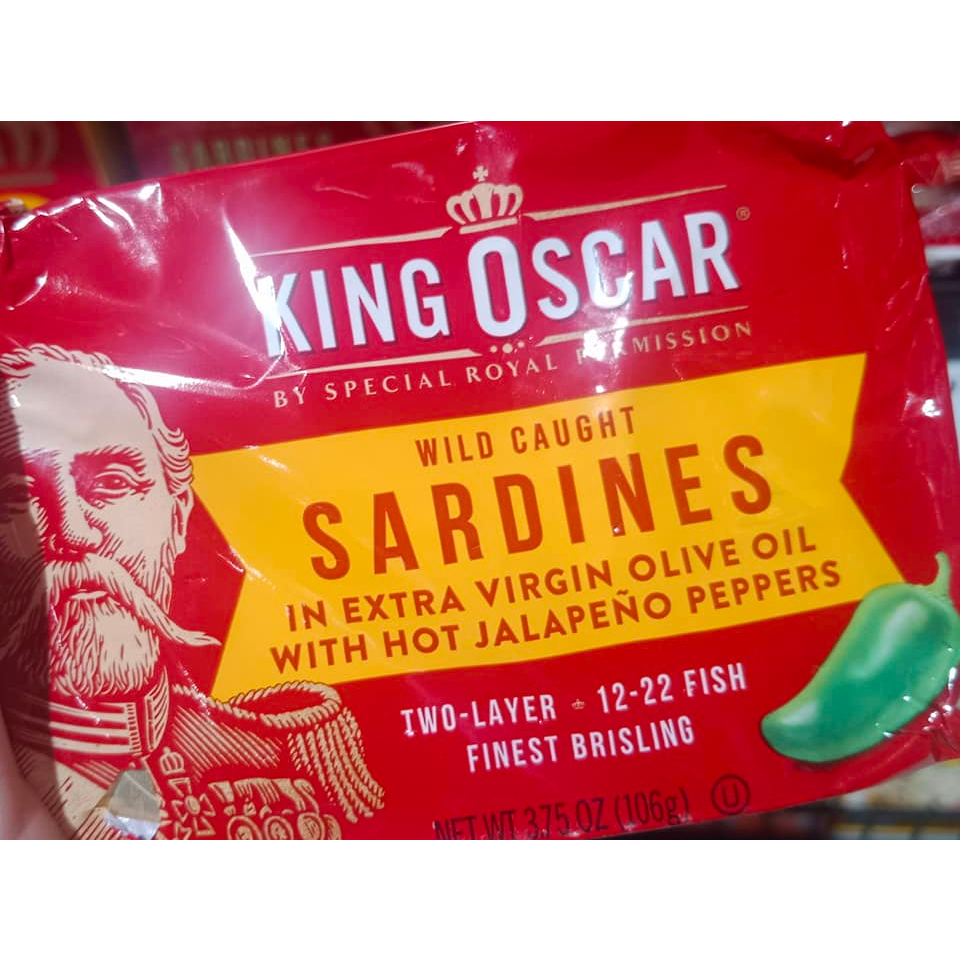 SARDINES
KING OSCAR®
BY SPECIAL ROYAL PERMISSION
WILD CAUGHT
SARDINES
IN EXTRA VIRGIN OLIVE OIL
WITH HOT JALAPEÑO PEPPERS
TWO-LAYER 12-22 FISH
FINEST BRISLING
NET WT 3.75 OZ (106g) U